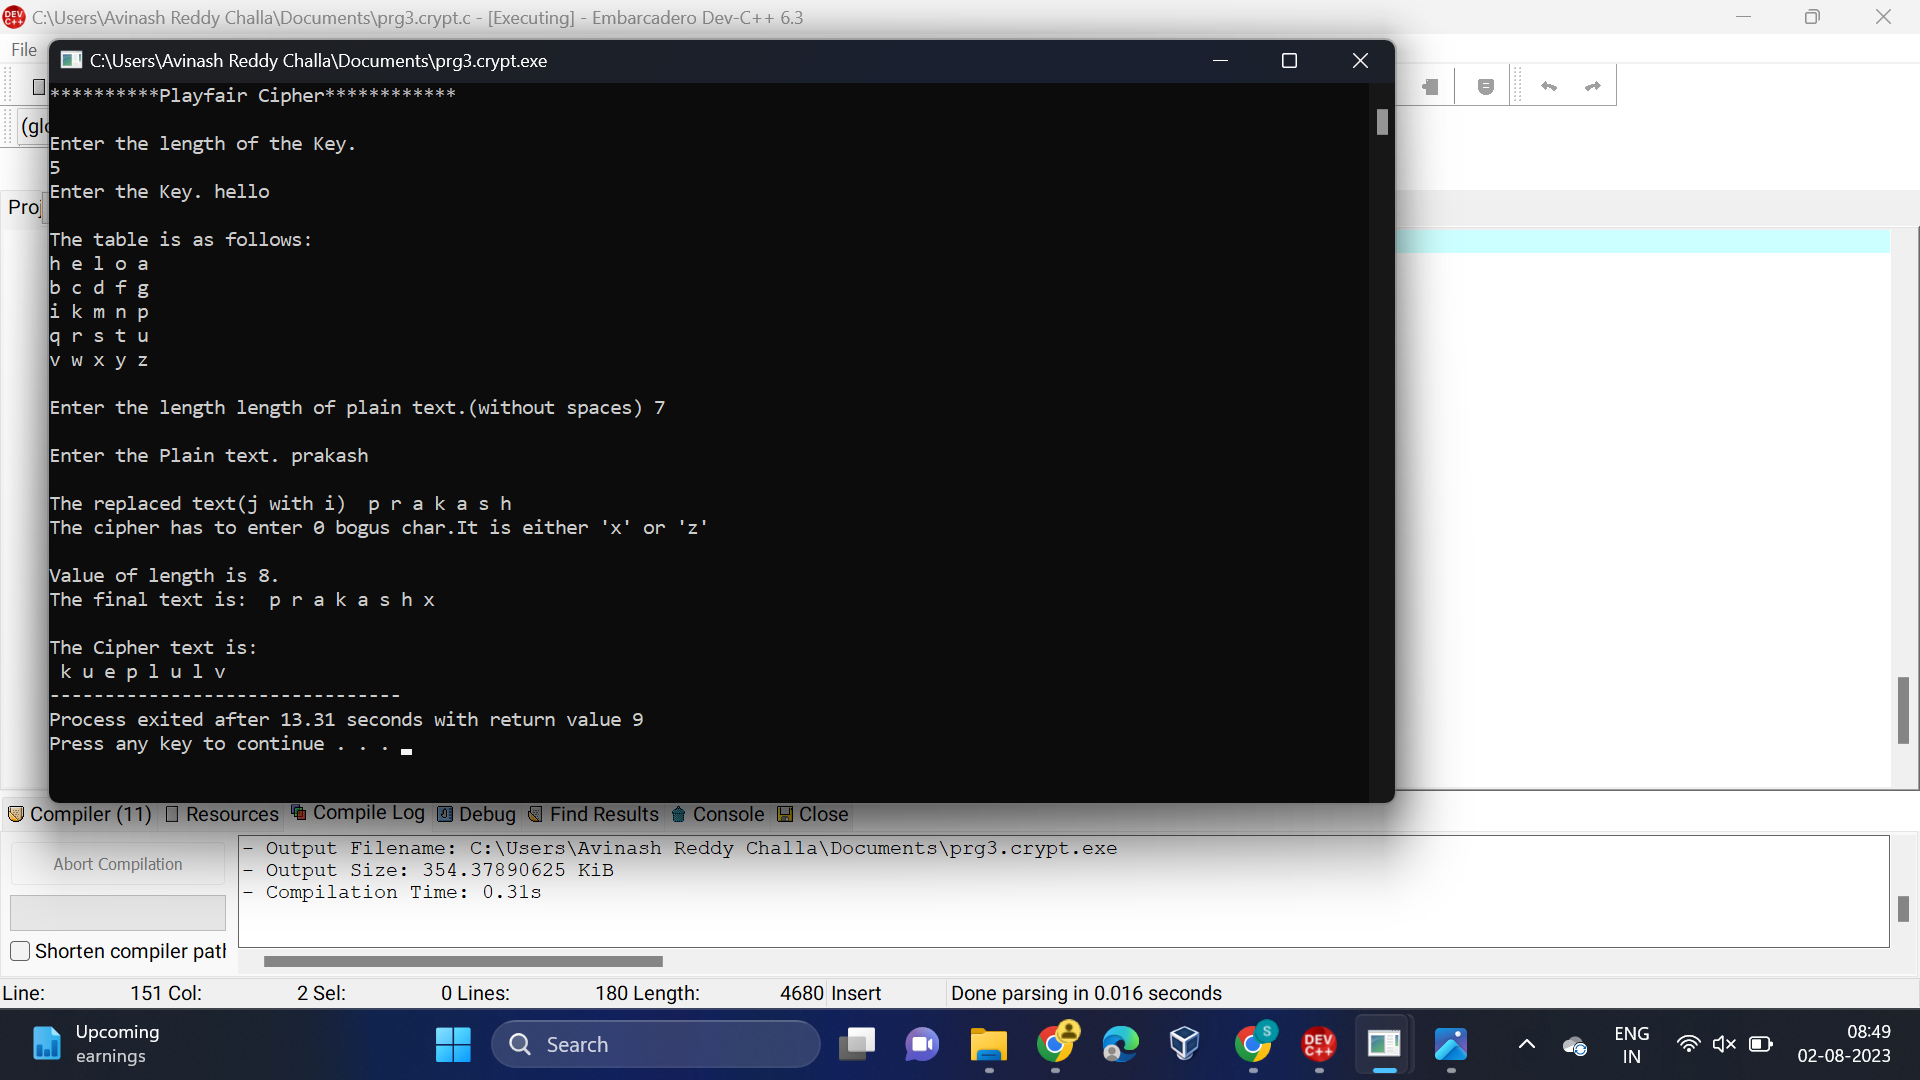 C:\Users\Avinash Reddy Challa\Documents\prg3.crypt.c - [Executing] - Embarcadero Dev-C++ 6.3
File
C:\Users\Avinash Reddy Challa\Documents\prg3.crypt.exe
(glo
Proj
**********Playfair Cipher************
Enter the length of the Key.
5
Enter the Key. hello
The table is as follows:
h e l o a
b c d f g
i k m n p
q r s t u
v w x y z
Enter the length length of plain text.(without spaces) 7
Enter the Plain text. prakash
The replaced text(j with i)  p r a k a s h
The cipher has to enter 0 bogus char.It is either 'x' or 'z'
Value of length is 8.
The final text is:  p r a k a s h x
The Cipher text is:
k u e p l u l v
--------------------------------
Process exited after 13.31 seconds with return value 9
Press any key to continue . . .
Compiler (11) Resources Compile Log Debug Find Results Console Close
Abort Compilation
Shorten compiler path
- Output Filename: C:\Users\Avinash Reddy Challa\Documents\prg3.crypt.exe
- Output Size: 354.37890625 KiB
- Compilation Time: 0.31s
Line: 151 Col: 2 Sel: 0 Lines: 180 Length: 4680 Insert Done parsing in 0.016 seconds
Upcoming
earnings
Search
S
DEV
C++
ENG
IN
08:49
02-08-2023